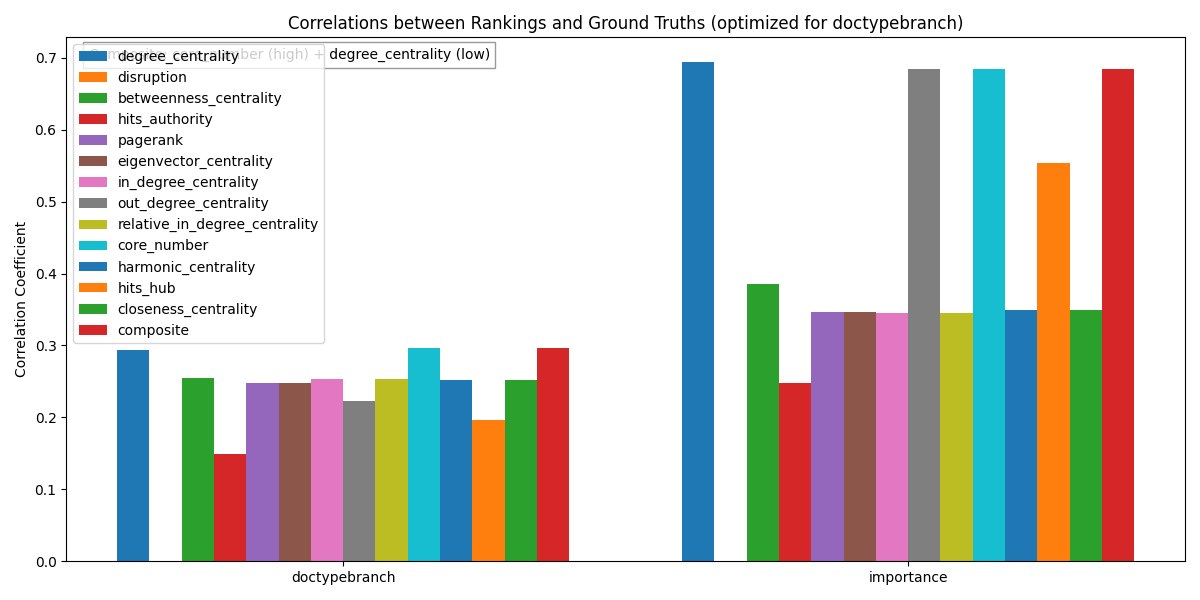 Correlations between Rankings and Ground Truths (optimized for doctypebranch)
Composite: core_number (high) + degree_centrality (low)
degree_centrality
disruption
betweenness_centrality
hits_authority
pagerank
eigenvector_centrality
in_degree_centrality
out_degree_centrality
relative_in_degree_centrality
core_number
harmonic_centrality
hits_hub
closeness_centrality
composite
Correlation Coefficient
0.7
0.6
0.5
0.4
0.3
0.2
0.1
0.0
doctypebranch
importance